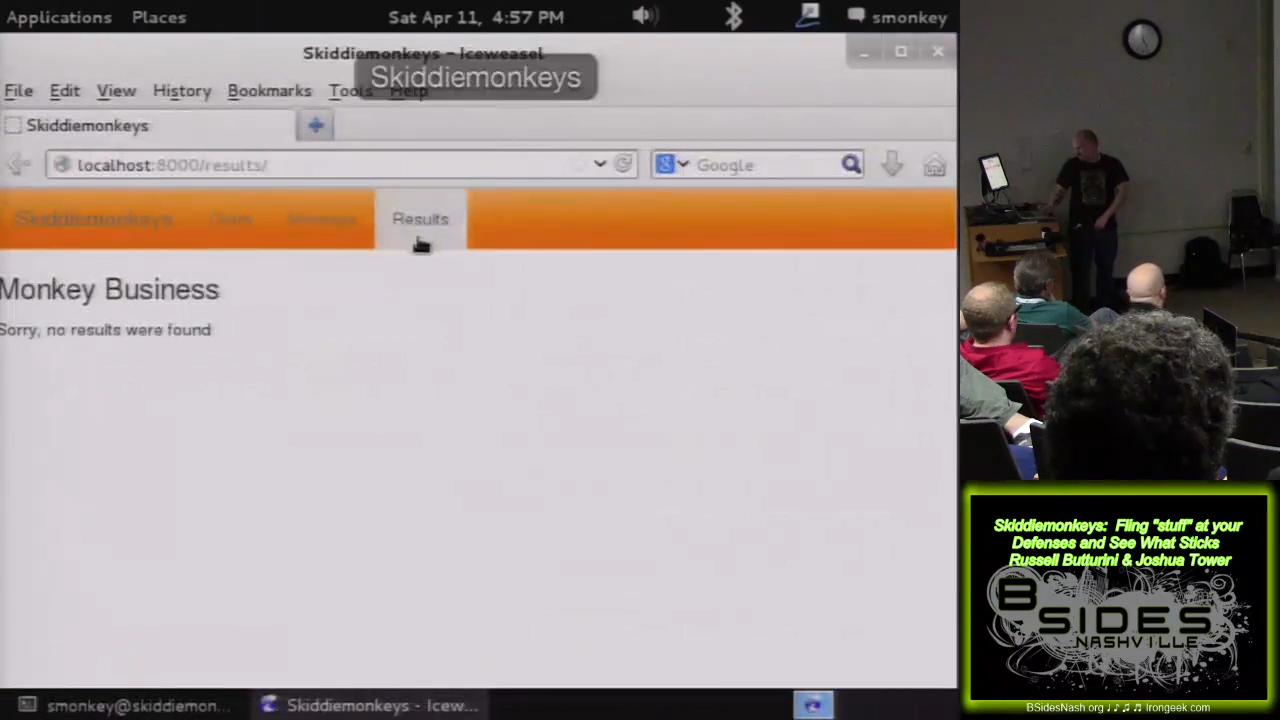 Applications Places Sat Apr 11, 4:57 PM smonkey
Skiddiemonkeys - Iceweasel
Skiddiemonkeys
File Edit View History Bookmarks Tools Help
Skiddiemonkeys
localhost:8000/results/ Google
Skiddiemonkeys Results
Monkey Business
Sorry, no results were found
smonkey@skiddiemon... Skiddiemonkeys - Icew...
Skiddiemonkeys: Fling "stuff" at your
Defenses and See What Sticks
Russell Butturini & Joshua Tower
BSIDES
NASHVILLE
BSidesNash.org ♩♪♫♬ Irongeek.com